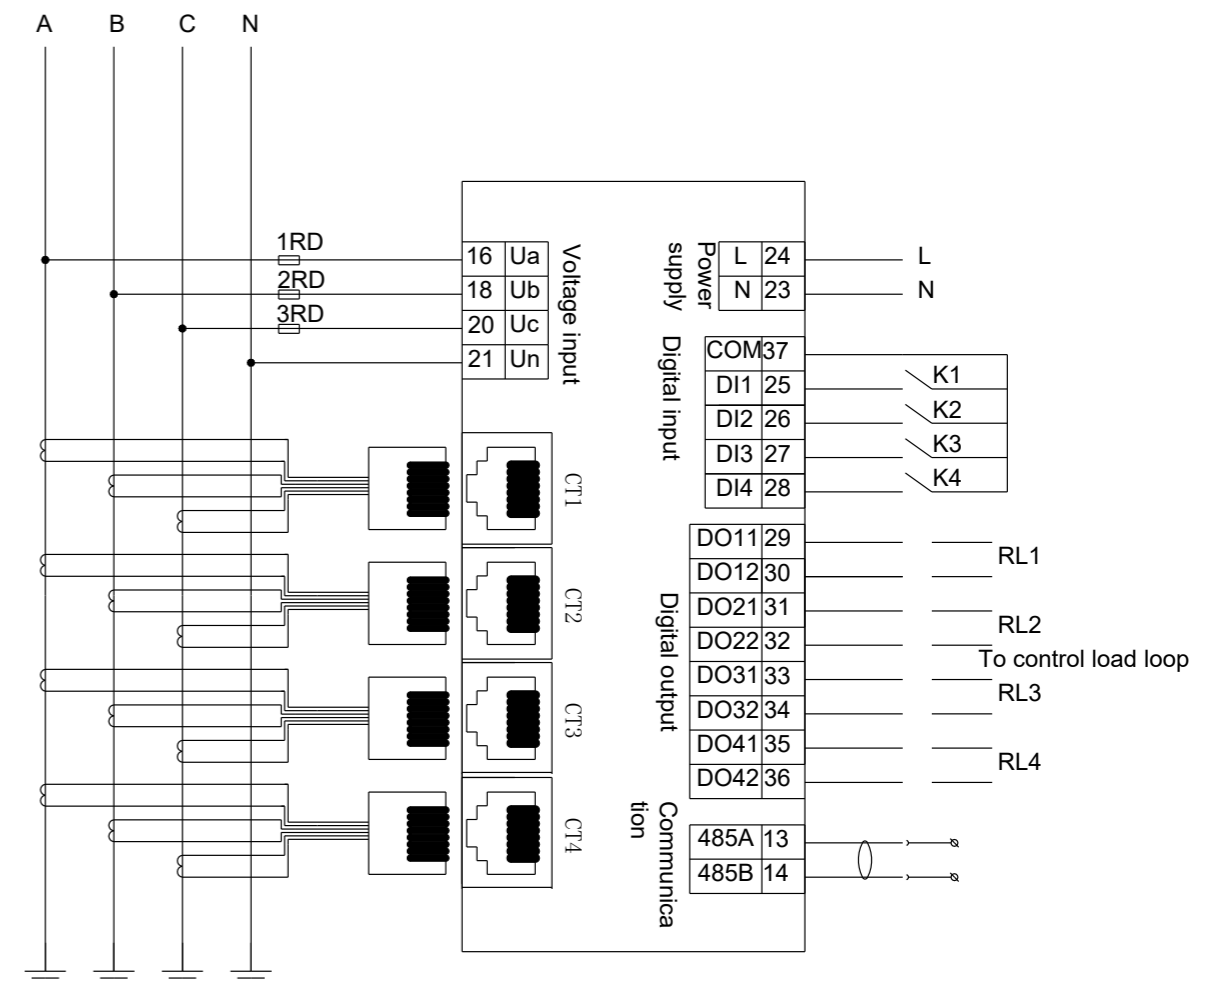 A B C N
1RD
2RD
3RD
16 Ua
18 Ub
20 Uc
21 Un
Voltage input
CT1
CT2
CT3
CT4
Power
supply
L 24 L
N 23 N
Digital input
COM 37
DI1 25 K1
DI2 26 K2
DI3 27 K3
DI4 28 K4
Digital output
DO11 29
DO12 30
RL1
DO21 31
DO22 32
RL2
To control load loop
DO31 33
DO32 34
RL3
DO41 35
DO42 36
RL4
Communica
tion
485A 13
485B 14